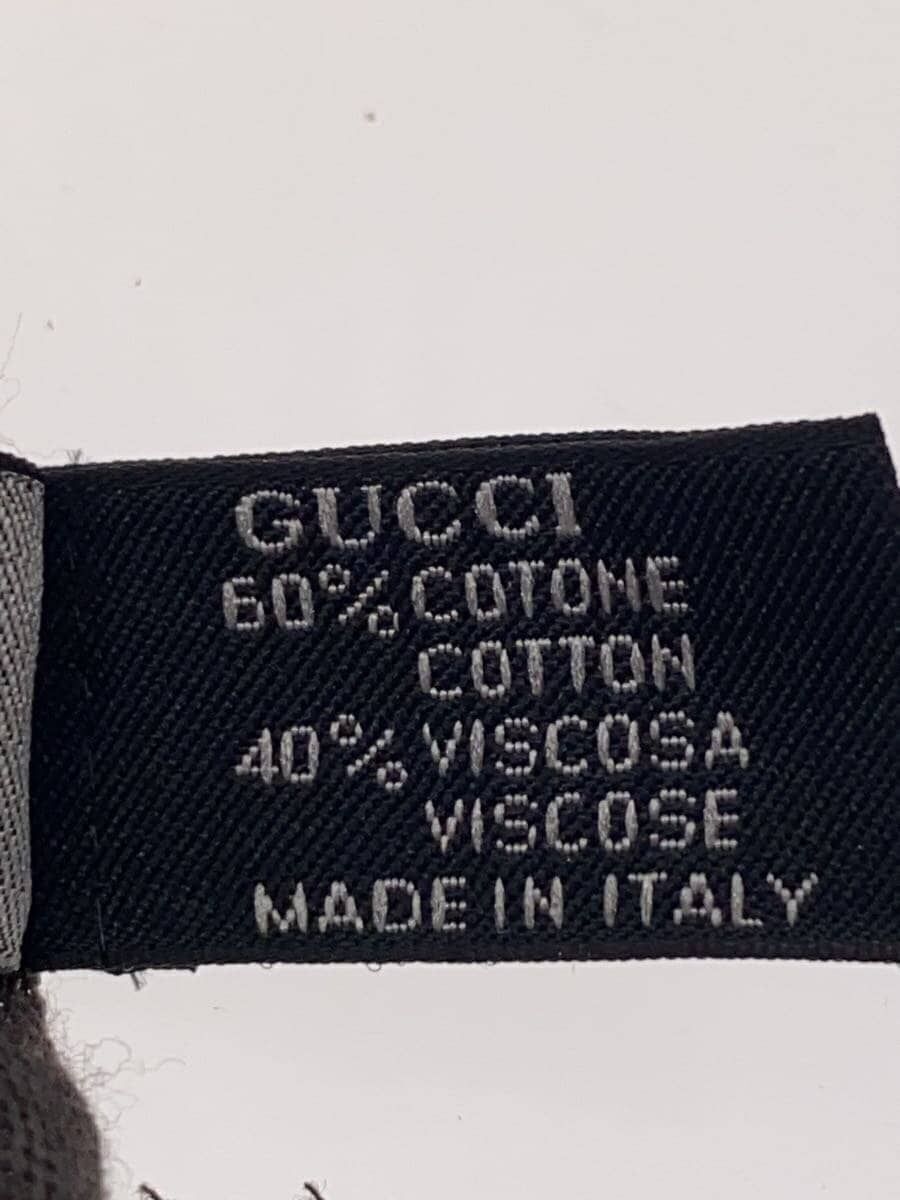 GUCCI
60% COTONE
COTTON
40% VISCOSA
VISCOSE
MADE IN ITALY